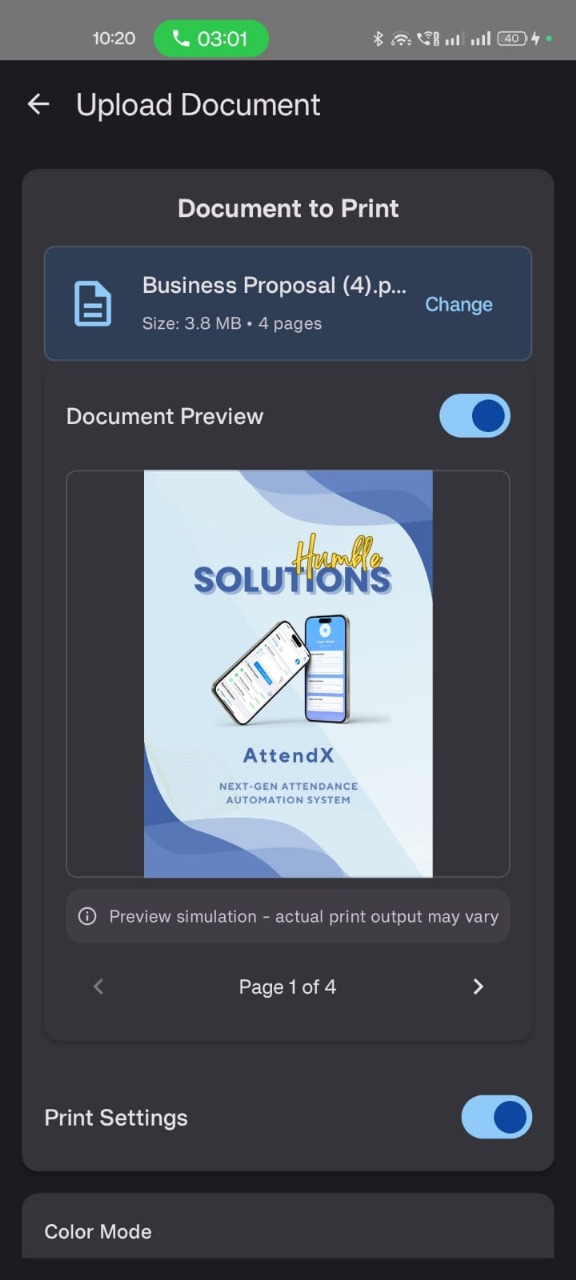 10:20
03:01
40
Upload Document
Document to Print
Business Proposal (4).p...
Change
Size: 3.8 MB • 4 pages
Document Preview
Humble
SOLUTIONS
AttendX
NEXT-GEN ATTENDANCE
AUTOMATION SYSTEM
Preview simulation - actual print output may vary
Page 1 of 4
Print Settings
Color Mode